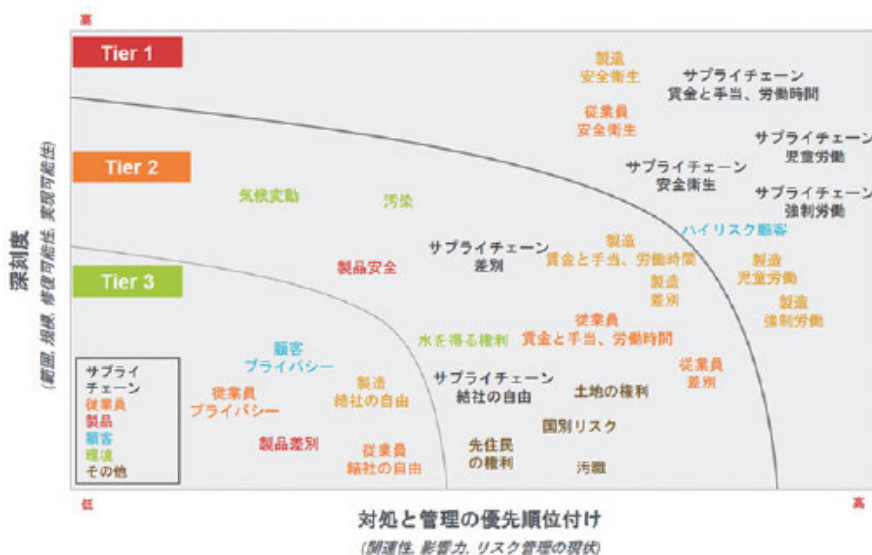 高
Tier 1
製造
安全衛生
サプライチェーン
賃金と手当、労働時間
従業員
安全衛生
サプライチェーン
児童労働
サプライチェーン
安全衛生
サプライチェーン
強制労働
Tier 2
気候変動
汚染
ハイリスク顧客
サプライチェーン
差別
製造
賃金と手当、労働時間
製品安全
製造
児童労働
製造
差別
製造
強制労働
深刻度
(範囲, 規模, 修復可能性, 実現可能性)
Tier 3
従業員
賃金と手当、労働時間
水を得る権利
顧客
プライバシー
従業員
差別
サプライチェーン
結社の自由
土地の権利
製造
結社の自由
従業員
プライバシー
国別リスク
製品差別
従業員
結社の自由
先住民
の権利
汚職
サプライ
チェーン
従業員
製品
顧客
環境
その他
低
高
対処と管理の優先順位付け
(関連性, 影響力, リスク管理の現状)